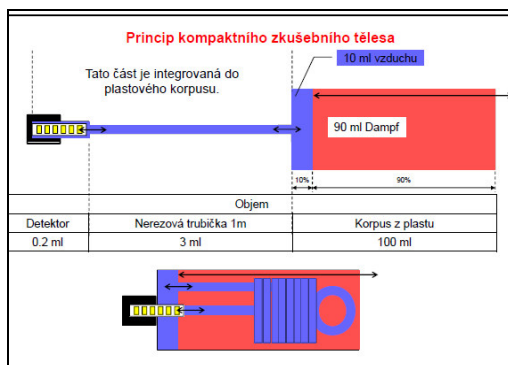 Princip kompaktního zkušebního tělesa
10 ml vzduchu
Tato část je integrovaná do
plastového korpusu.
90 ml Dampf
10%
90%
Objem
Detektor
Nerezová trubička 1m
Korpus z plastu
0.2 ml
3 ml
100 ml